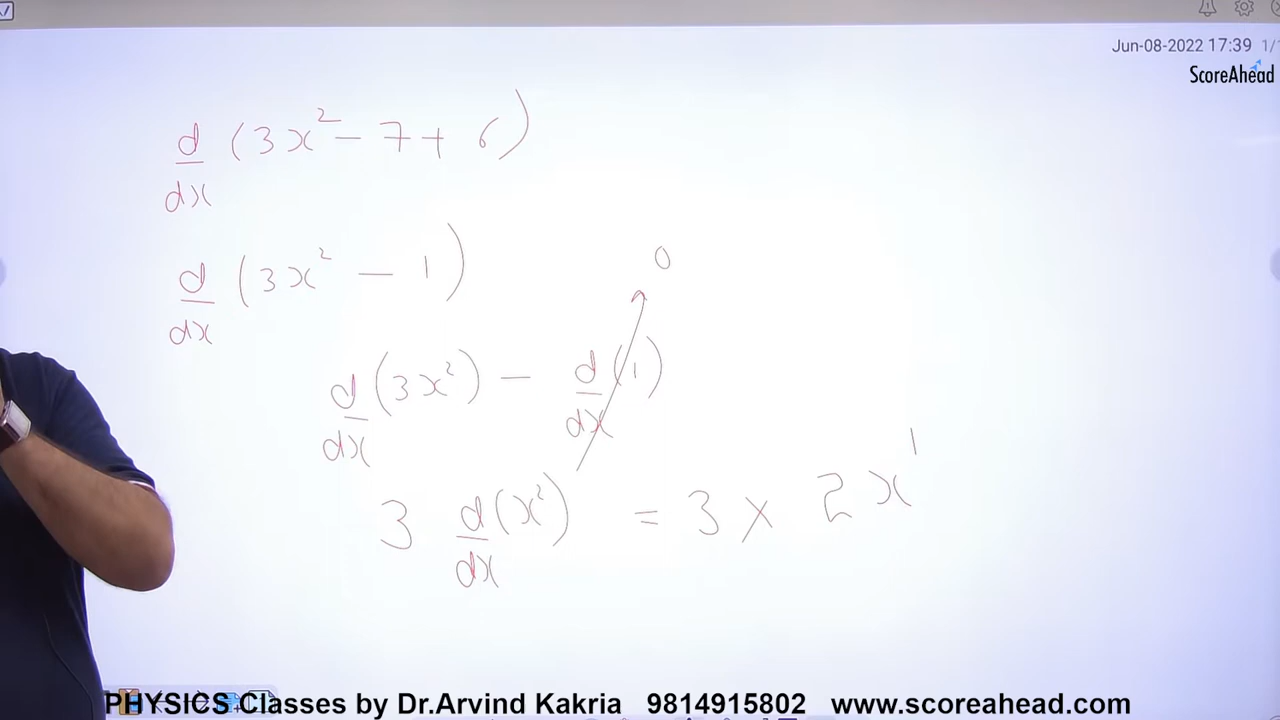 Jun-08-2022 17:39 1/
ScoreAhead
d/dx (3x² - 7 + 6)
d/dx (3x² - 1)
0
d/dx (3x²) - d/dx (1)
3 d/dx (x²) = 3 × 2x¹
PHYSICS Classes by Dr.Arvind Kakria 9814915802 www.scoreahead.com